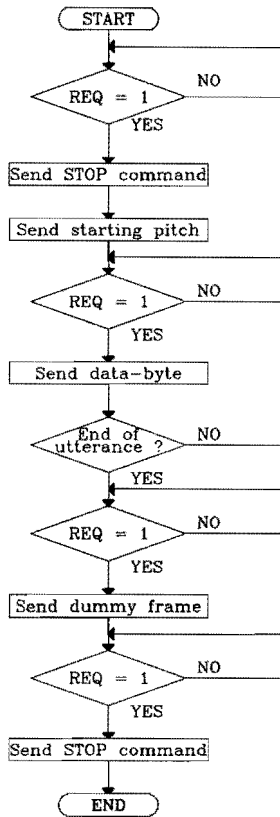 START
REQ = 1
NO
YES
Send STOP command
Send starting pitch
REQ = 1
NO
YES
Send data-byte
End of
utterance ?
NO
YES
REQ = 1
NO
YES
Send dummy frame
REQ = 1
NO
YES
Send STOP command
END